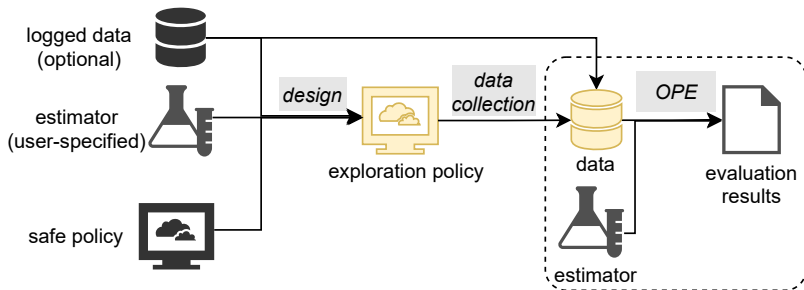 logged data
(optional)
estimator
(user-specified)
safe policy
design
exploration policy
data
collection
data
estimator
OPE
evaluation
results